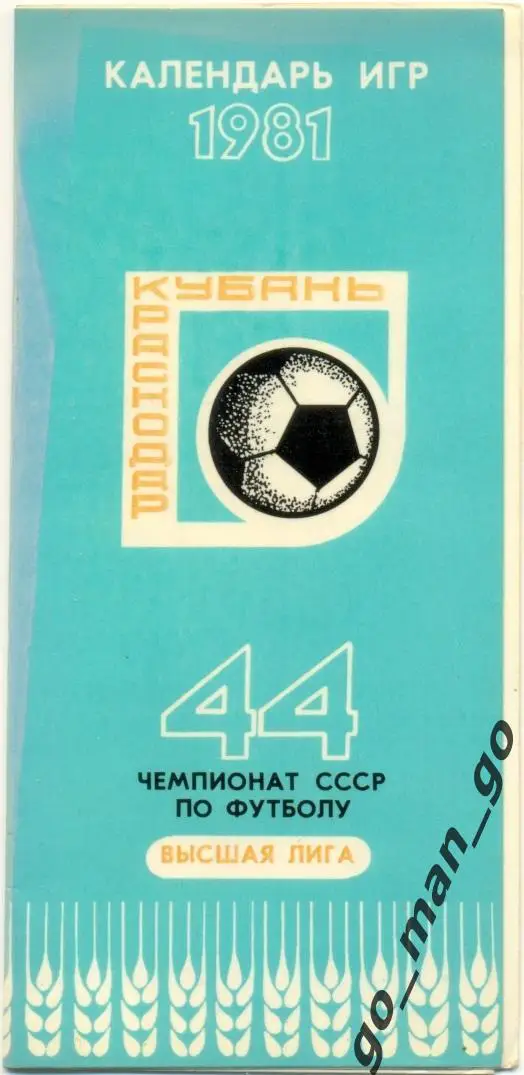 КАЛЕНДАРЬ ИГР
1981
КУБАНЬ
КРАСНОДАР
44
ЧЕМПИОНАТ СССР
ПО ФУТБОЛУ
ВЫСШАЯ ЛИГА
go_man_go